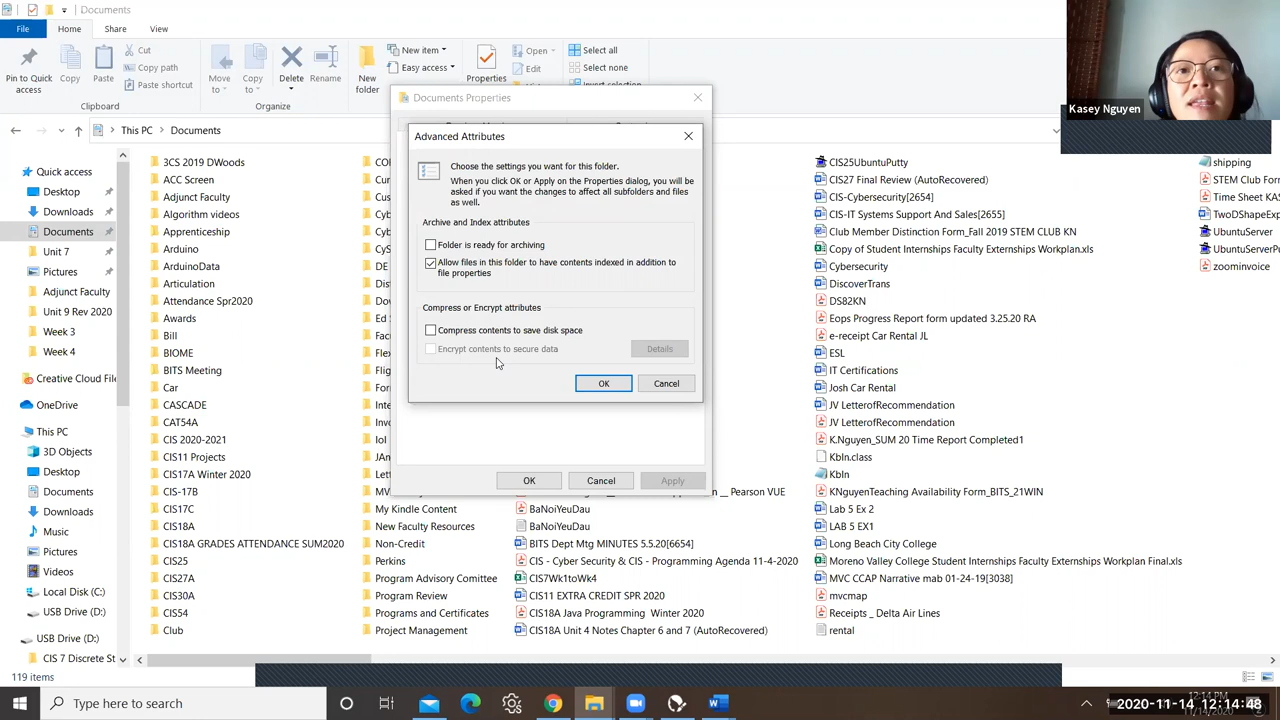 Documents
File Home Share View
Pin to Quick access
Copy
Paste
Cut
Copy path
Paste shortcut
Clipboard
Move to
Copy to
Delete
Rename
Organize
New folder
New item
Easy access
Properties
Open
Edit
Select all
Select none
Invert selection
Kasey Nguyen
This PC > Documents
Quick access
Desktop
Downloads
Documents
Unit 7
Pictures
Adjunct Faculty
Unit 9 Rev 2020
Week 3
Week 4
Creative Cloud Fil
OneDrive
This PC
3D Objects
Desktop
Documents
Downloads
Music
Pictures
Videos
Local Disk (C:)
USB Drive (D:)
USB Drive (D:)
CIS 7 Discrete St
3CS 2019 DWoods
ACC Screen
Adjunct Faculty
Algorithm videos
Apprenticeship
Arduino
ArduinoData
Articulation
Attendance Spr2020
Awards
Bill
BIOME
BITS Meeting
Car
CASCADE
CAT54A
CIS 2020-2021
CIS11 Projects
CIS17A Winter 2020
CIS-17B
CIS17C
CIS18A
CIS18A GRADES ATTENDANCE SUM2020
CIS25
CIS27A
CIS30A
CIS54
Club
My Kindle Content
New Faculty Resources
Non-Credit
Perkins
Program Advisory Comittee
Program Review
Programs and Certificates
Project Management
Documents Properties
Advanced Attributes
Choose the settings you want for this folder.
When you click OK or Apply on the Properties dialog, you will be
asked if you want the changes to affect all subfolders and files
as well.
Archive and Index attributes
Folder is ready for archiving
Allow files in this folder to have contents indexed in addition to
file properties
Compress or Encrypt attributes
Compress contents to save disk space
Encrypt contents to secure data
Details
OK Cancel
OK Cancel Apply
__ Pearson VUE
BaNoiYeuDau
BaNoiYeuDau
BITS Dept Mtg MINUTES 5.5.20[6654]
CIS - Cyber Security & CIS - Programming Agenda 11-4-2020
CIS7Wk1toWk4
CIS11 EXTRA CREDIT SPR 2020
CIS18A Java Programming Winter 2020
CIS18A Unit 4 Notes Chapter 6 and 7 (AutoRecovered)
CIS25UbuntuPutty
CIS27 Final Review (AutoRecovered)
CIS-Cybersecurity[2654]
CIS-IT Systems Support And Sales[2655]
Club Member Distinction Form_Fall 2019 STEM CLUB KN
Copy of Student Internships Faculty Externships Workplan.xls
Cybersecurity
DiscoverTrans
DS82KN
Eops Progress Report form updated 3.25.20 RA
e-receipt Car Rental JL
ESL
IT Certifications
Josh Car Rental
JV LetterofRecommendation
JV LetterofRecommendation
K.Nguyen_SUM 20 Time Report Completed1
KbIn.class
KbIn
KNguyenTeaching Availability Form_BITS_21WIN
Lab 5 Ex 2
LAB 5 EX1
Long Beach City College
Moreno Valley College Student Internships Faculty Externships Workplan Final.xls
MVC CCAP Narrative mab 01-24-19[3038]
mvcmap
Receipts _ Delta Air Lines
rental
shipping
STEM Club Forn
Time Sheet KAS
TwoDShapeExp
UbuntuServer
UbuntuServerPu
zoominvoice
119 items
Type here to search
12:14 PM
11/14/2020
2020-11-14 12:14:48